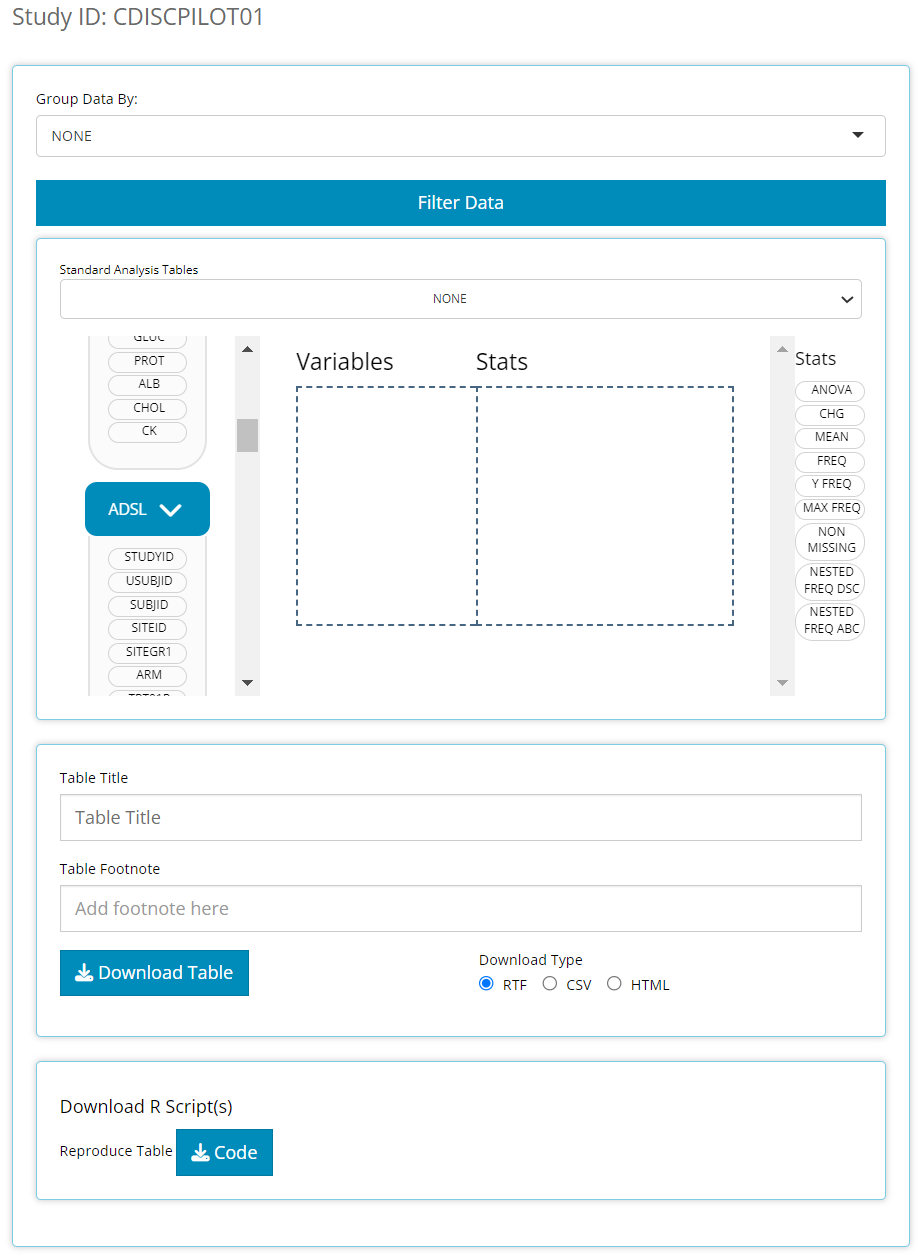 Study ID: CDISCPILOT01
Group Data By:
NONE
Filter Data
Standard Analysis Tables
NONE
GLUC
PROT
ALB
CHOL
CK
ADSL
STUDYID
USUBJID
SUBJID
SITEID
SITEGR1
ARM
Variables
Stats
Stats
ANOVA
CHG
MEAN
FREQ
Y FREQ
MAX FREQ
NON
MISSING
NESTED
FREQ DSC
NESTED
FREQ ABC
Table Title
Table Title
Table Footnote
Add footnote here
Download Table
Download Type
RTF CSV HTML
Download R Script(s)
Reproduce Table Code